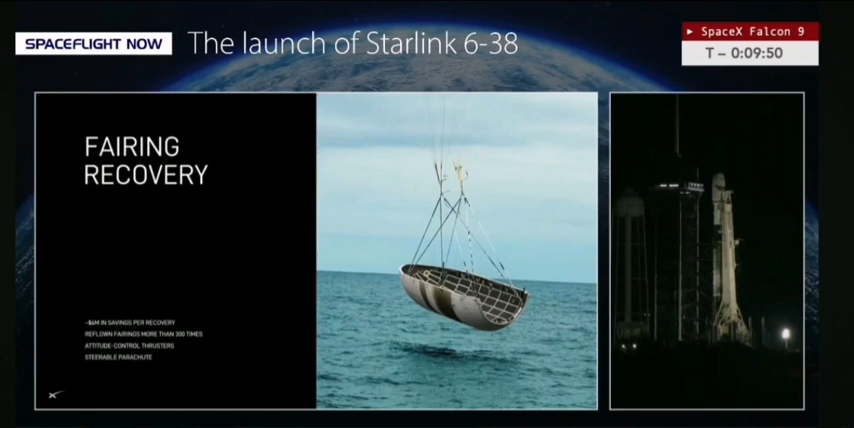 SPACEFLIGHT NOW
The launch of Starlink 6-38
SpaceX Falcon 9
T – 0:09:50
FAIRING
RECOVERY
~$6M IN SAVINGS PER RECOVERY
REFLOWN FAIRINGS MORE THAN 300 TIMES
ATTITUDE-CONTROL THRUSTERS
STEERABLE PARACHUTE